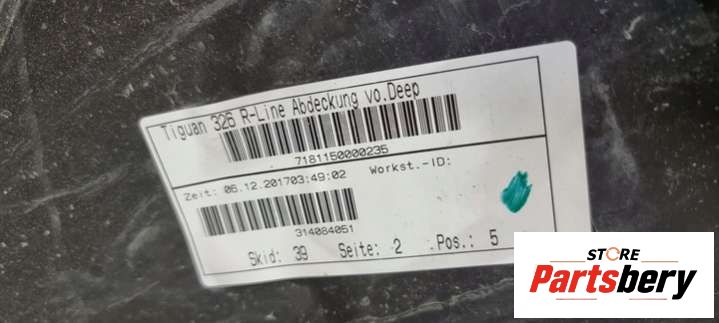 Tiguan 326 R-Line Abdeckung vo.Deep
7181150000235
Zeit: 06.12.201703:49:02 Workst.-ID:
314084051
Skid: 39 Seite: 2 Pos.: 5
STORE
Partsbery